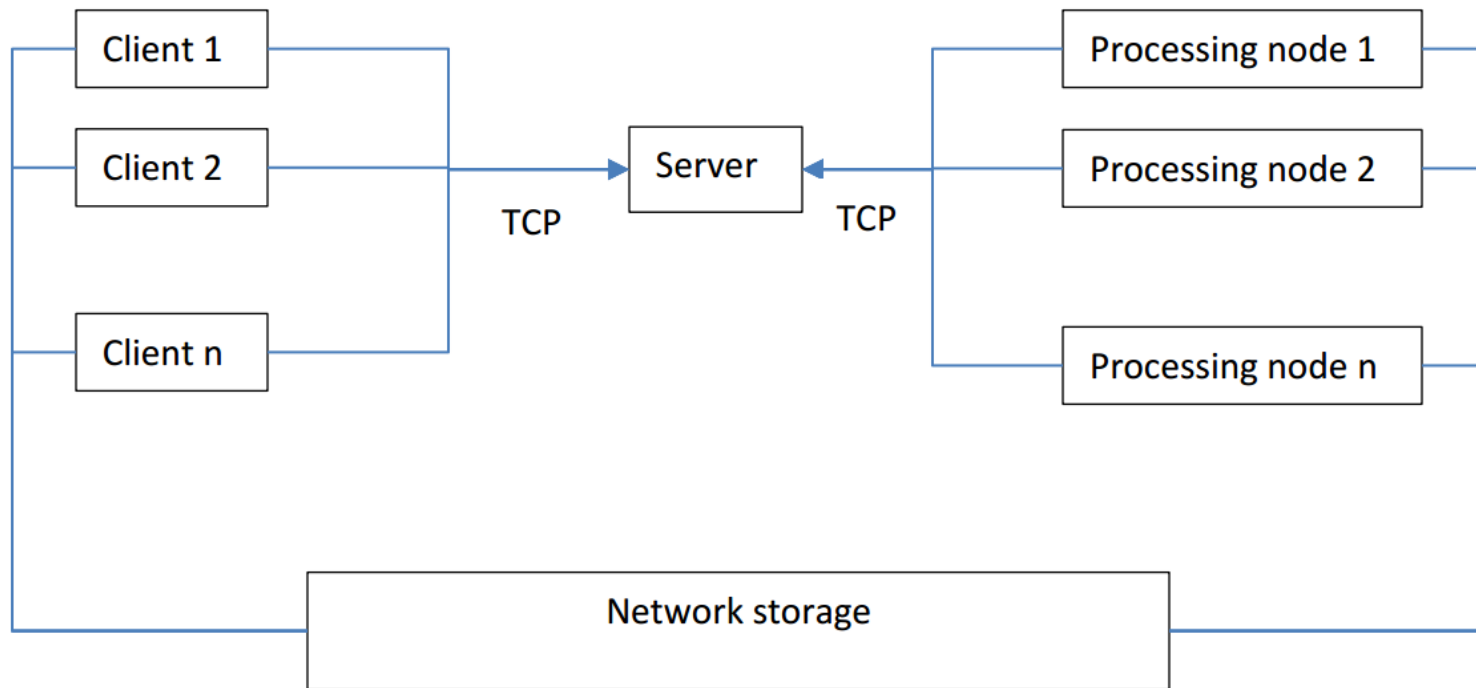 Client 1
Processing node 1
Client 2
Server
Processing node 2
TCP
TCP
Client n
Processing node n
Network storage